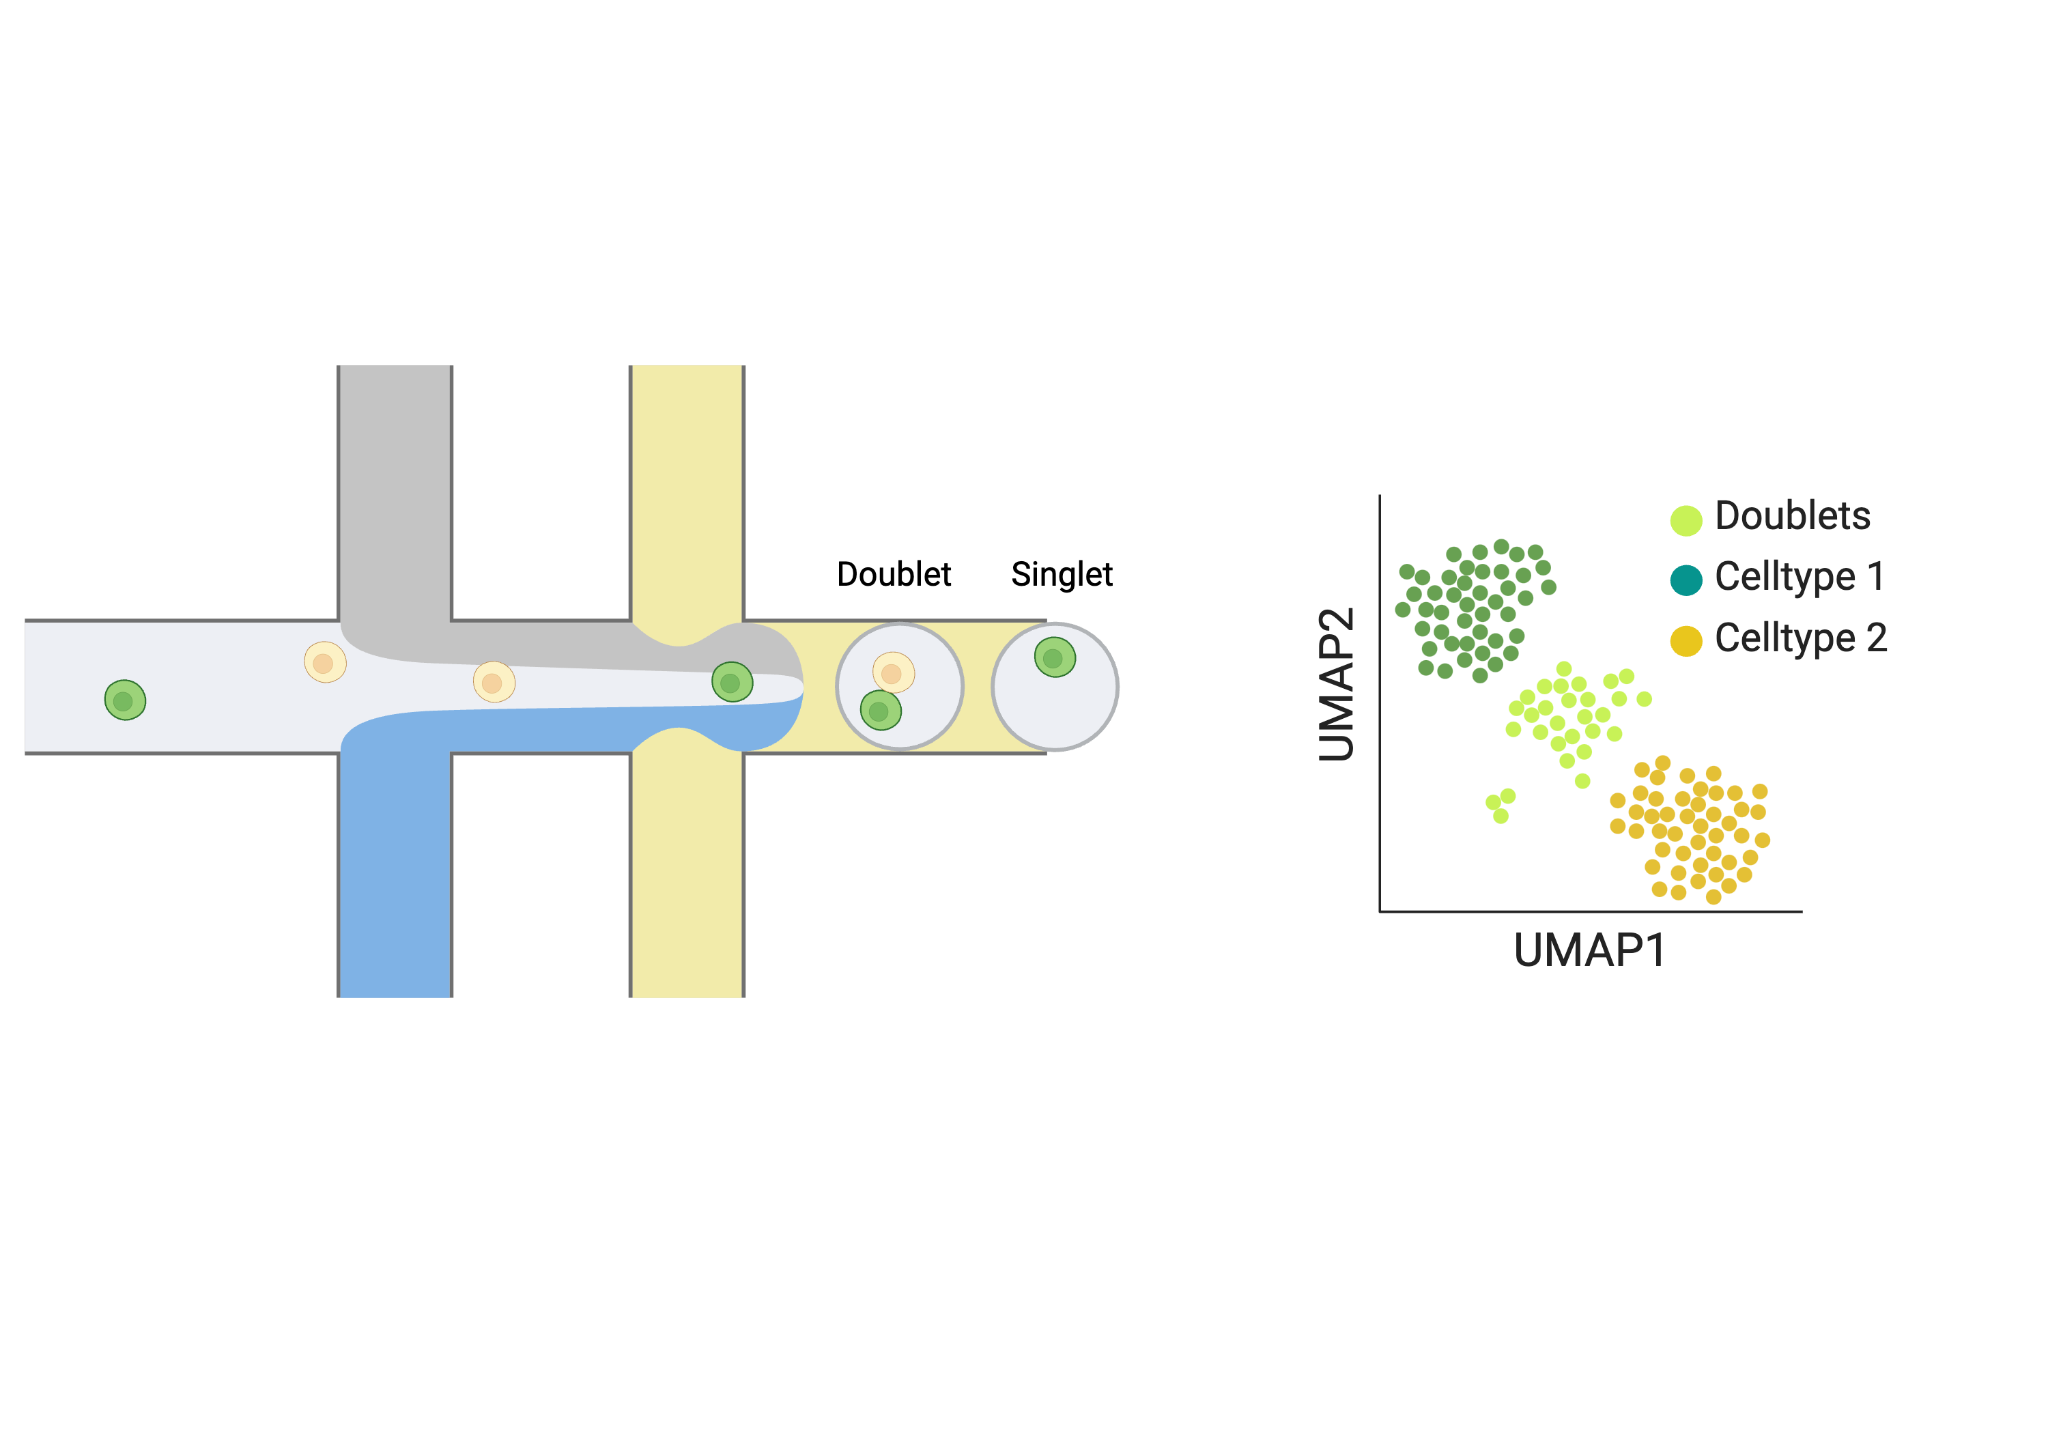 Doublet
Singlet
Doublets
Celltype 1
Celltype 2
UMAP2
UMAP1